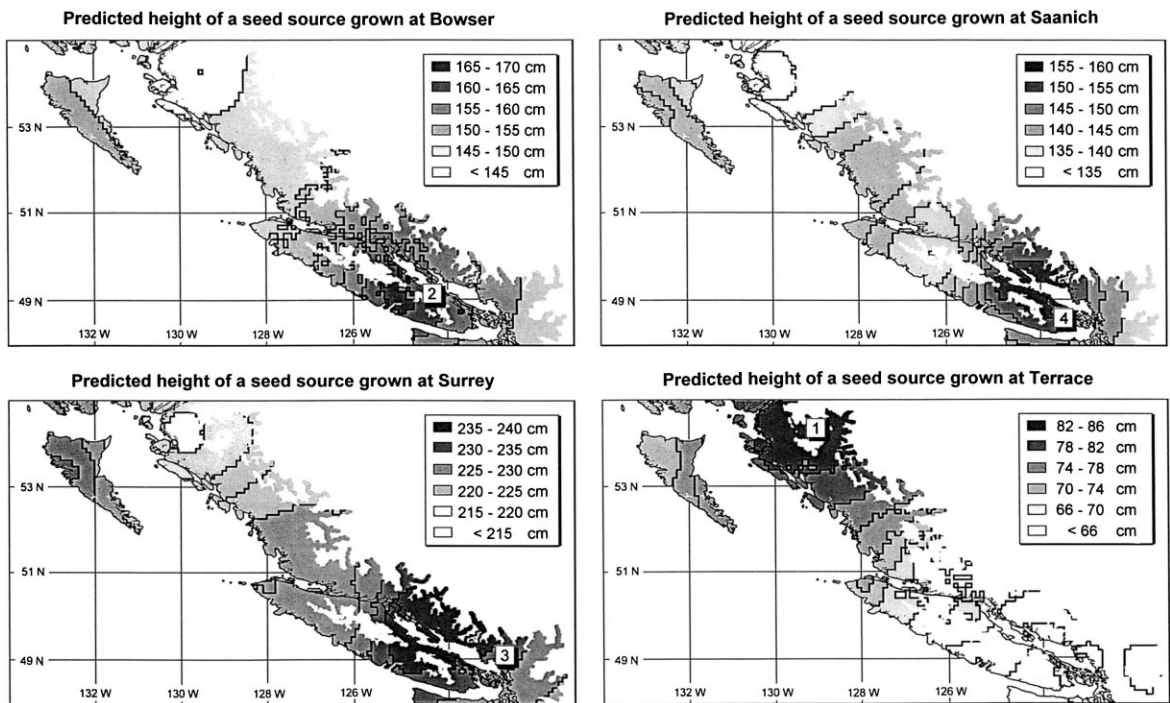 Predicted height of a seed source grown at Bowser
165 - 170 cm
160 - 165 cm
155 - 160 cm
150 - 155 cm
145 - 150 cm
< 145 cm
53 N
51 N
49 N
132 W
130 W
128 W
126 W
2
Predicted height of a seed source grown at Saanich
155 - 160 cm
150 - 155 cm
145 - 150 cm
140 - 145 cm
135 - 140 cm
< 135 cm
53 N
51 N
49 N
132 W
130 W
128 W
126 W
4
Predicted height of a seed source grown at Surrey
235 - 240 cm
230 - 235 cm
225 - 230 cm
220 - 225 cm
215 - 220 cm
< 215 cm
53 N
51 N
49 N
132 W
130 W
128 W
126 W
3
Predicted height of a seed source grown at Terrace
1
82 - 86 cm
78 - 82 cm
74 - 78 cm
70 - 74 cm
66 - 70 cm
< 66 cm
53 N
51 N
49 N
132 W
130 W
128 W
126 W